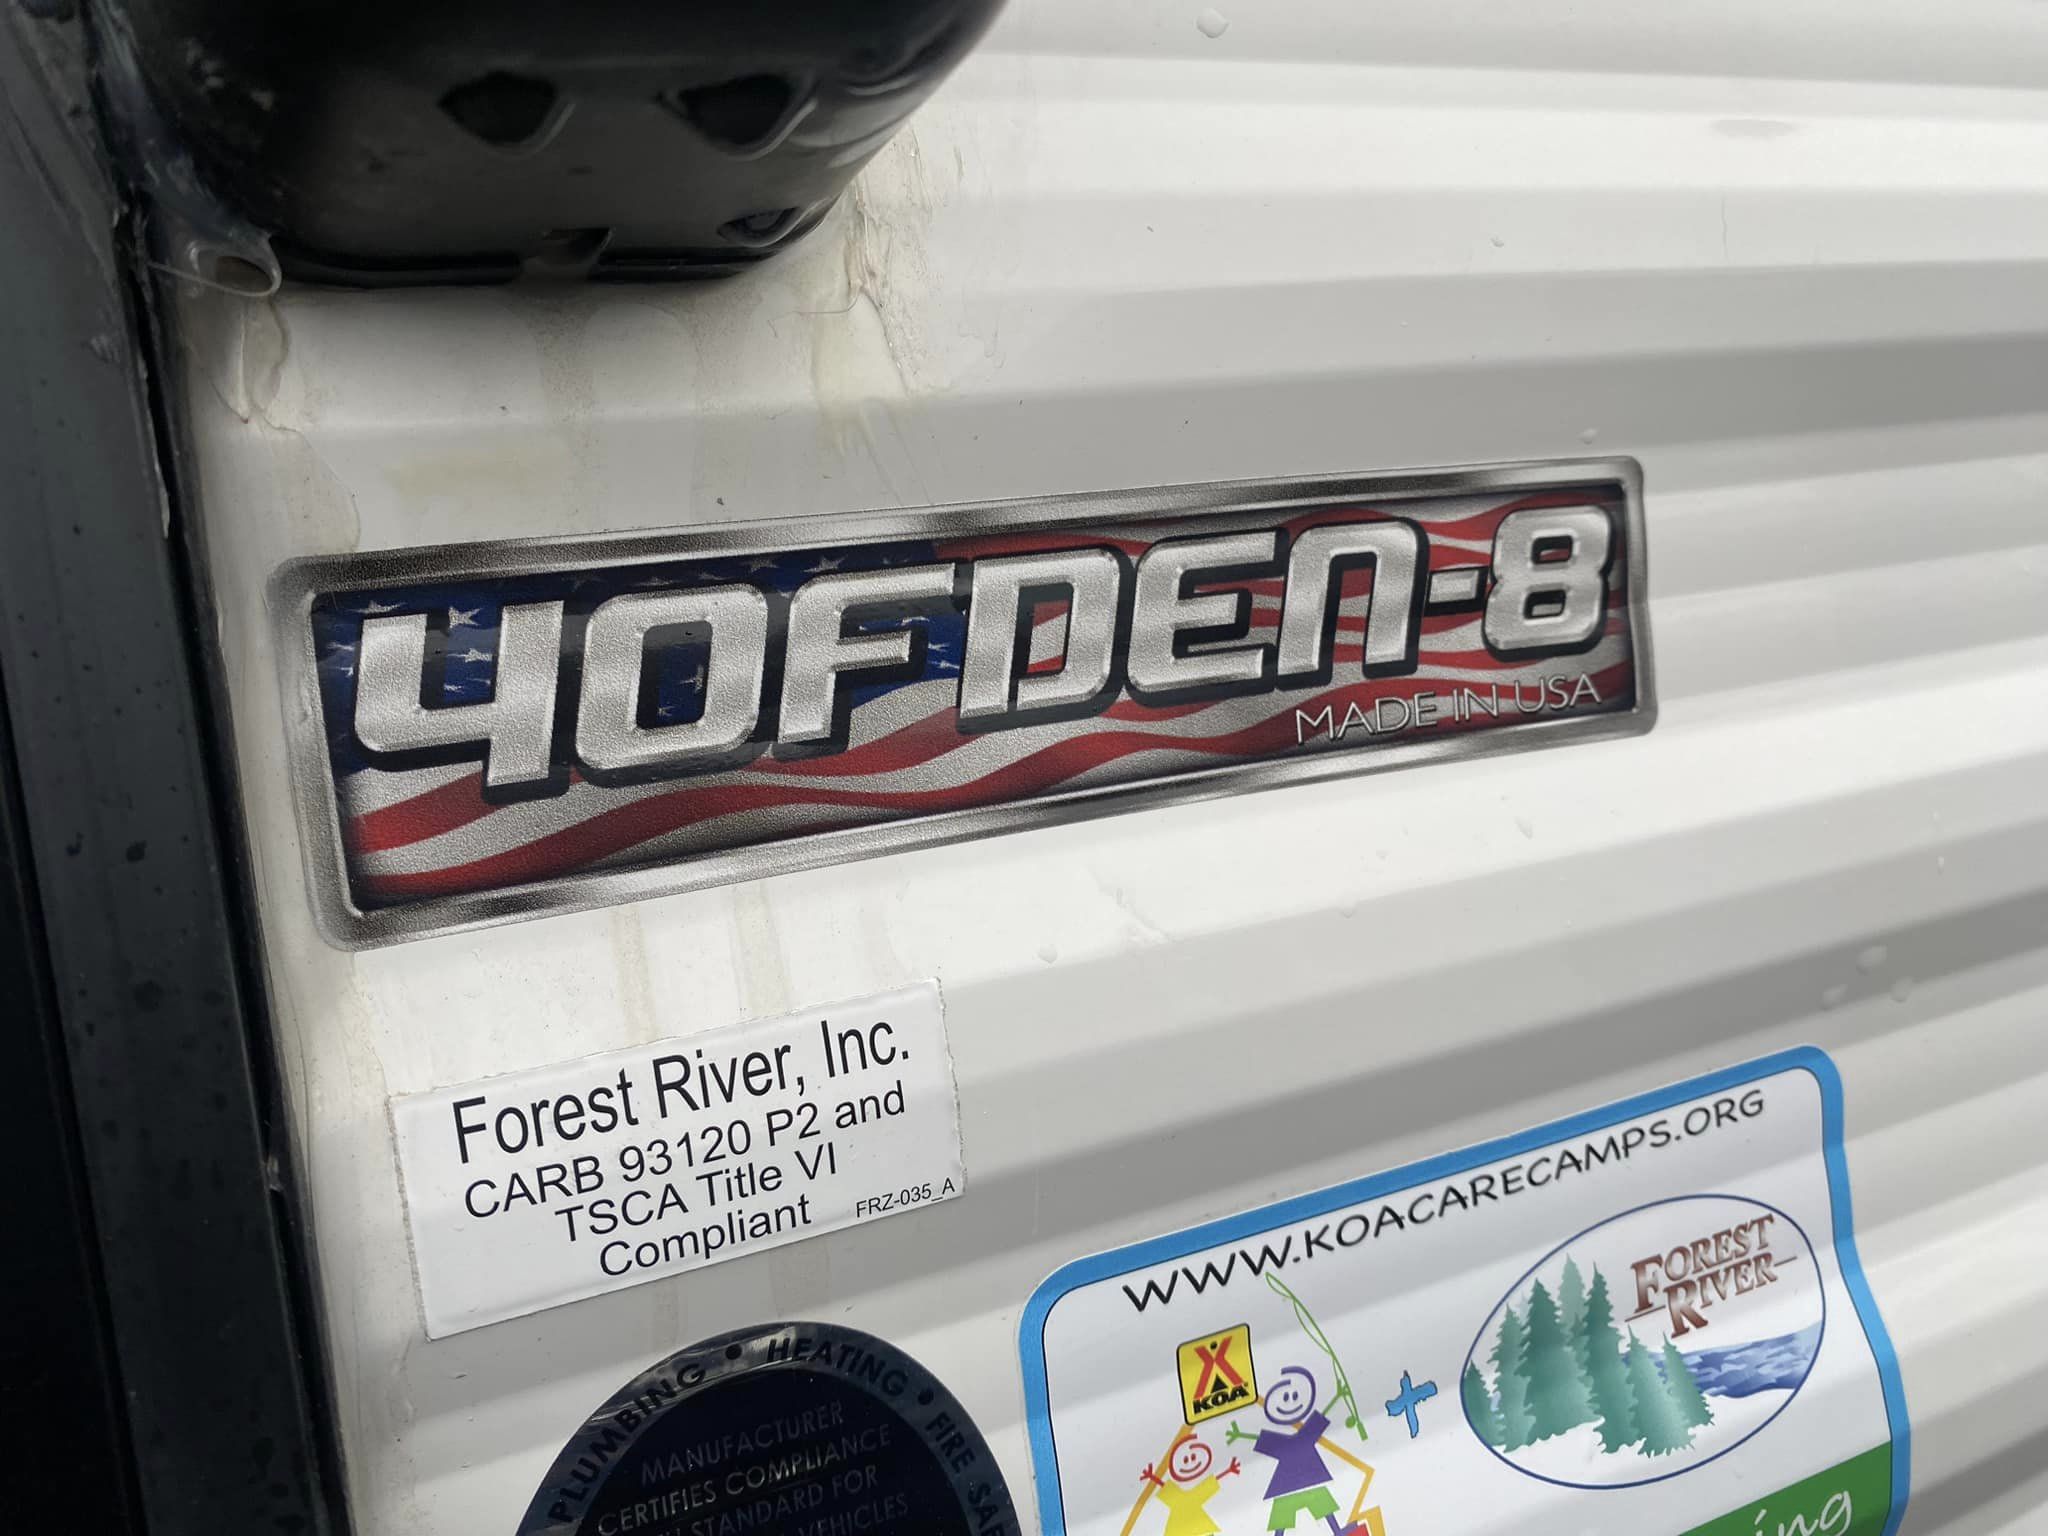 40FDEN-8
MADE IN USA
Forest River, Inc.
CARB 93120 P2 and
TSCA Title VI
Compliant
FRZ-035_A
WWW.KOACARECAMPS.ORG
KOA
+
FOREST
RIVER
PLUMBING • HEATING • FIRE
MANUFACTURER
CERTIFIES COMPLIANCE
STANDARD FOR
VEHICLES